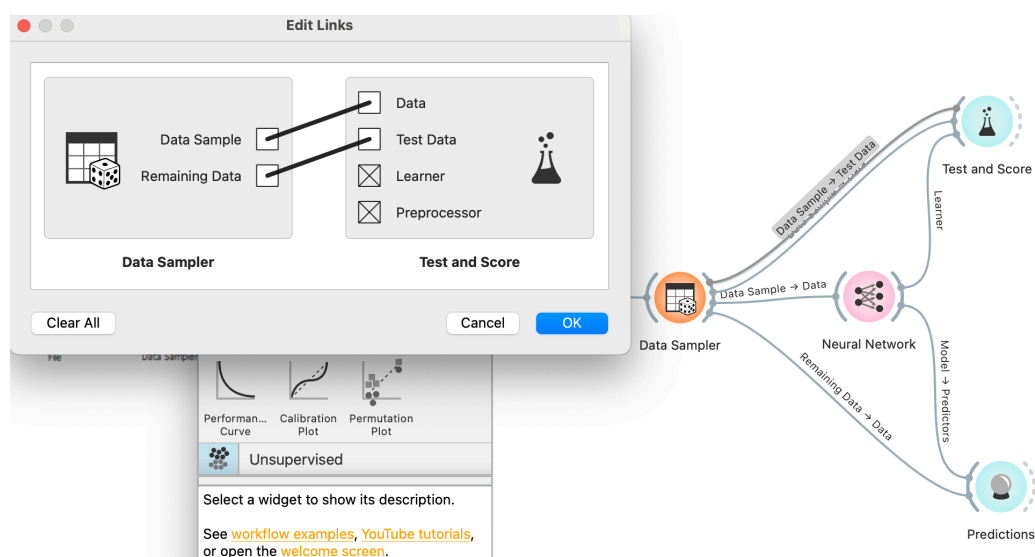 Edit Links
Data Sample
Remaining Data
Data Sampler
Data
Test Data
Learner
Preprocessor
Test and Score
Clear All
Cancel
OK
File
Data Sampler
Performan...
Curve
Calibration
Plot
Permutation
Plot
Unsupervised
Select a widget to show its description.
See workflow examples, YouTube tutorials,
or open the welcome screen.
Data Sample → Test Data
Test and Score
Learner
Data Sample → Data
Data Sampler
Neural Network
Remaining Data → Data
Model → Predictors
Predictions